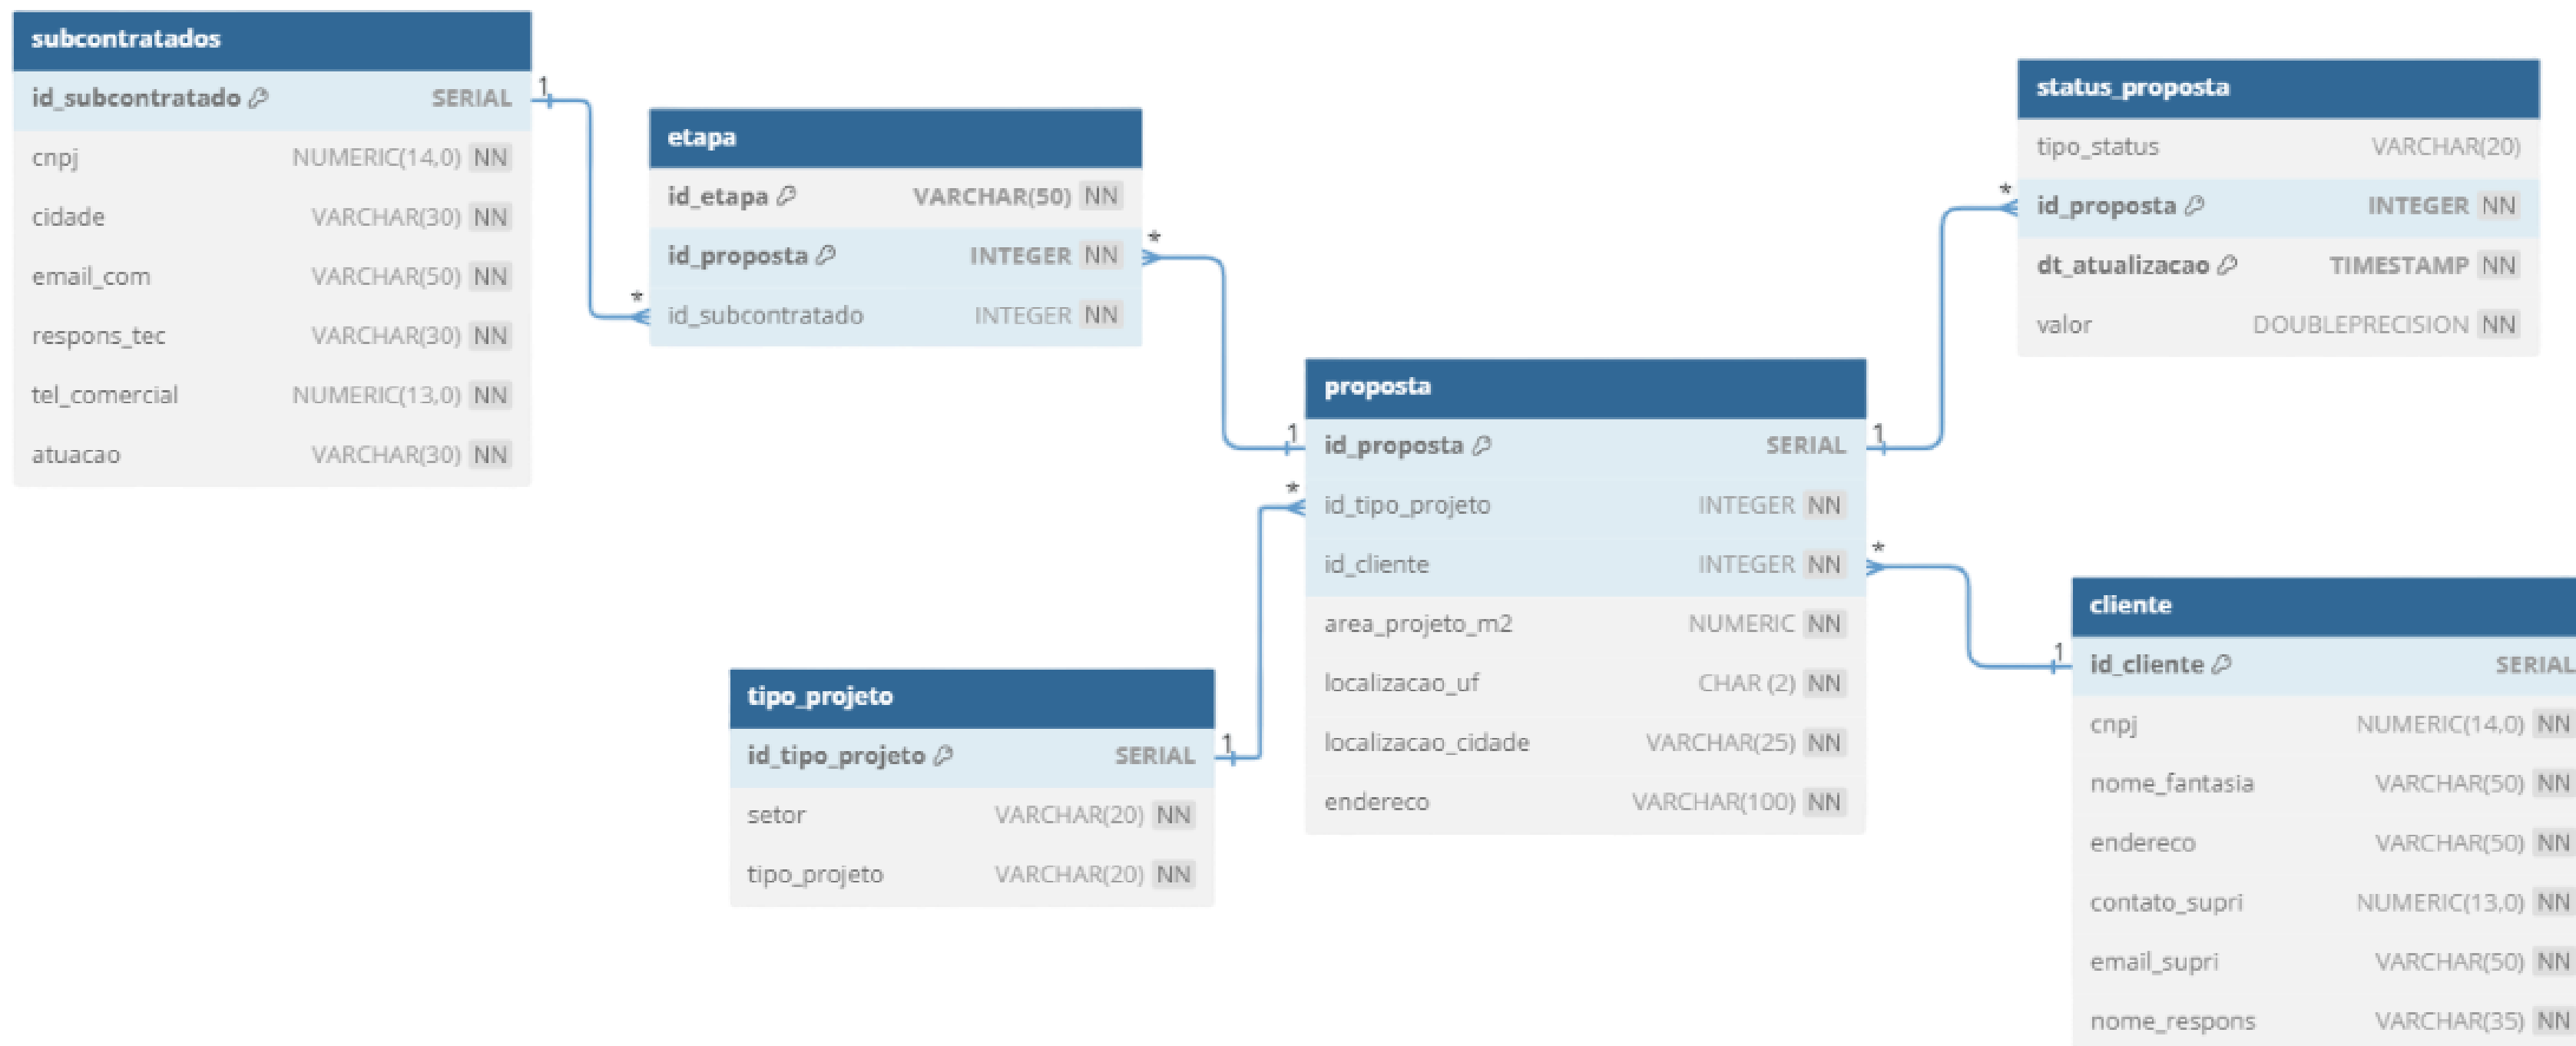 subcontratados
id_subcontratado SERIAL
cnpj NUMERIC(14,0) NN
cidade VARCHAR(30) NN
email_com VARCHAR(50) NN
respons_tec VARCHAR(30) NN
tel_comercial NUMERIC(13,0) NN
atuacao VARCHAR(30) NN
1
*
etapa
id_etapa VARCHAR(50) NN
id_proposta INTEGER NN
id_subcontratado INTEGER NN
*
1
proposta
id_proposta SERIAL
id_tipo_projeto INTEGER NN
id_cliente INTEGER NN
area_projeto_m2 NUMERIC NN
localizacao_uf CHAR (2) NN
localizacao_cidade VARCHAR(25) NN
endereco VARCHAR(100) NN
*
1
tipo_projeto
id_tipo_projeto SERIAL
setor VARCHAR(20) NN
tipo_projeto VARCHAR(20) NN
1
*
status_proposta
tipo_status VARCHAR(20)
id_proposta INTEGER NN
dt_atualizacao TIMESTAMP NN
valor DOUBLEPRECISION NN
*
1
cliente
id_cliente SERIAL
cnpj NUMERIC(14,0) NN
nome_fantasia VARCHAR(50) NN
endereco VARCHAR(50) NN
contato_supri NUMERIC(13,0) NN
email_supri VARCHAR(50) NN
nome_respons VARCHAR(35) NN